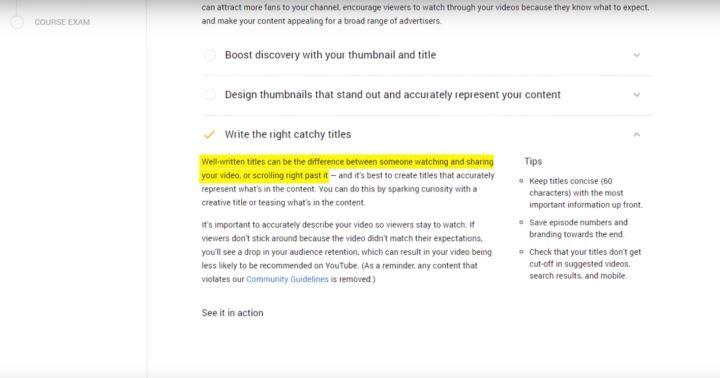 can attract more fans to your channel, encourage viewers to watch through your videos because they know what to expect,
and make your content appealing for a broad range of advertisers.
COURSE EXAM
Boost discovery with your thumbnail and title
Design thumbnails that stand out and accurately represent your content
Write the right catchy titles
Well-written titles can be the difference between someone watching and sharing
your video, or scrolling right past it – and it's best to create titles that accurately
represent what's in the content. You can do this by sparking curiosity with a
creative title or teasing what's in the content.
It's important to accurately describe your video so viewers stay to watch. If
viewers don't stick around because the video didn't match their expectations,
you'll see a drop in your audience retention, which can result in your video being
less likely to be recommended on YouTube. (As a reminder, any content that
violates our Community Guidelines is removed.)
See it in action
Tips
Keep titles concise (60
characters) with the most
important information up front.
Save episode numbers and
branding towards the end.
Check that your titles don't get
cut-off in suggested videos,
search results, and mobile.